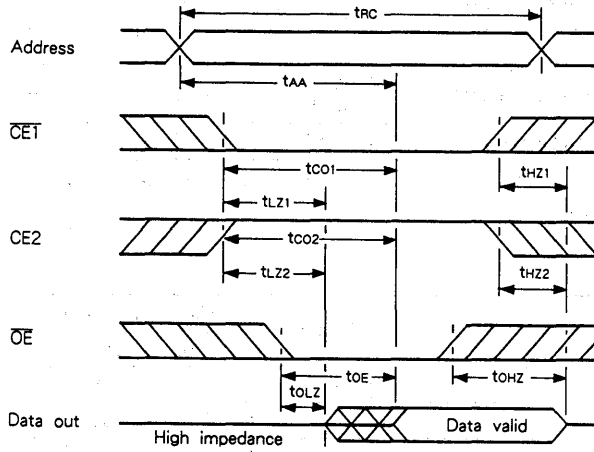 tRC
Address
tAA
CE1
tCO1
tHZ1
tLZ1
CE2
tCO2
tLZ2
tHZ2
OE
tOE
tOHZ
tOLZ
Data out
High impedance
Data valid